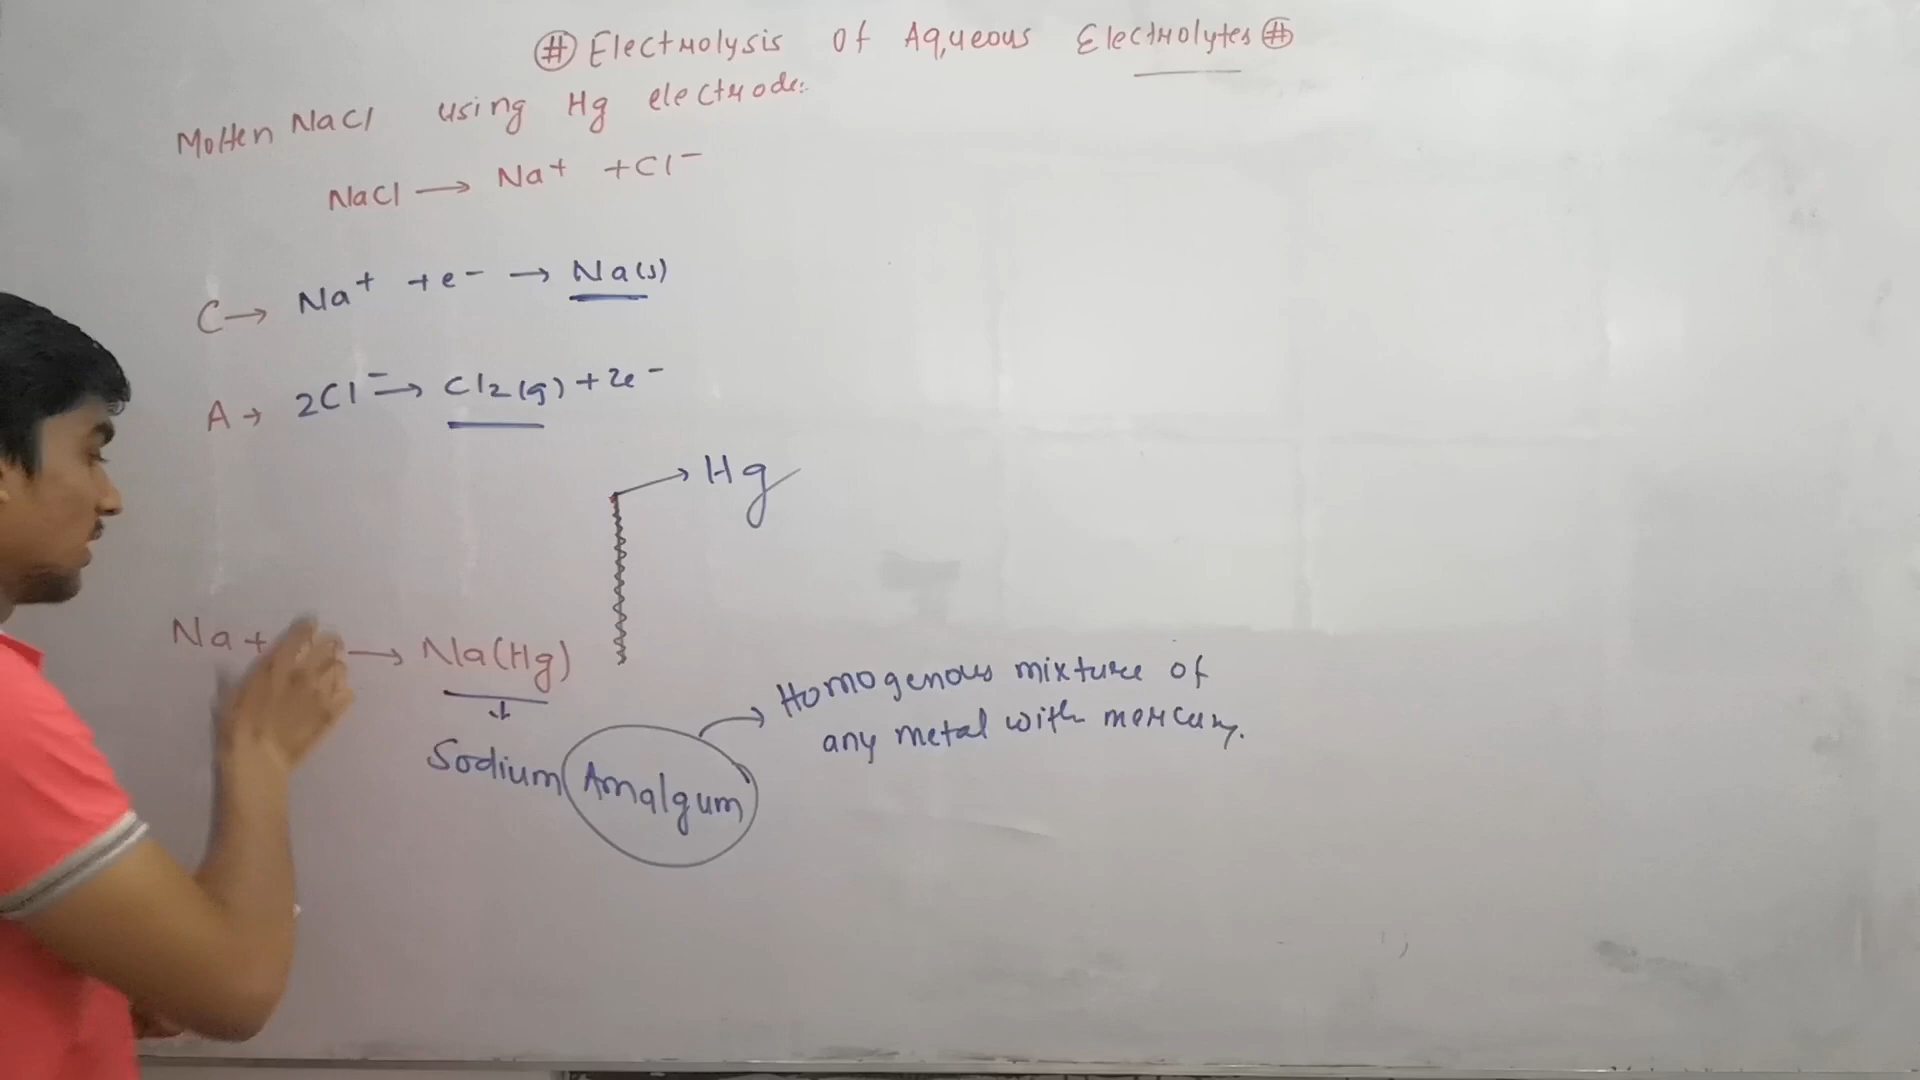 # Electrolysis Of Aqueous Electrolytes #
Molten NaCl using Hg electrode:
NaCl → Na+ + Cl−
C → Na+ + e− → Na(s)
A → 2Cl− → Cl2(g) + 2e−
→ Hg
Na + → Na(Hg)
↓
Sodium Amalgum → Homogenous mixture of
any metal with mercury.